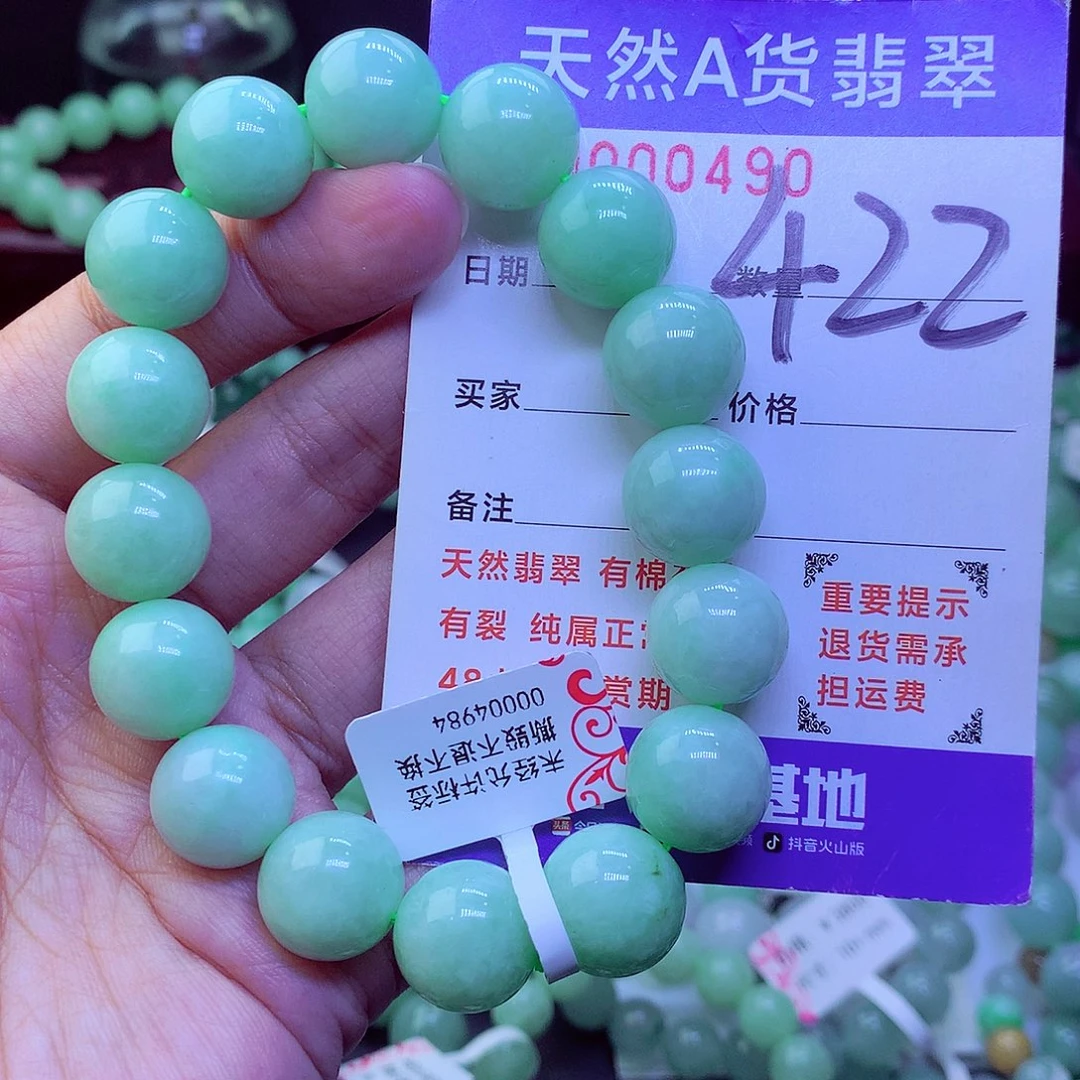 天然A货翡翠
000490
422
日期 数量
买家 价格
备注
天然翡翠 有棉
有裂 纯属正常
48 赏期
重要提示
退货需承
担运费
00004984
撕毁不退不换
未经允许标签
基地
抖音火山版